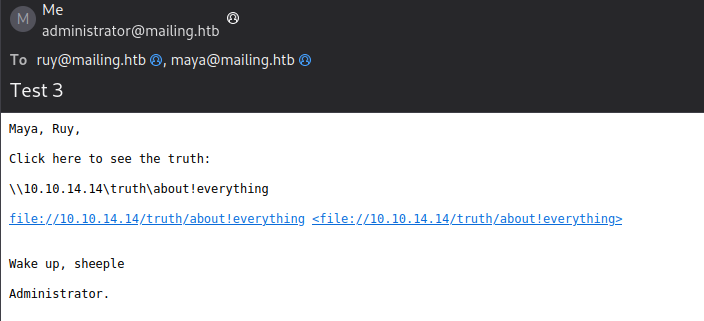 M
Me
administrator@mailing.htb
To ruy@mailing.htb, maya@mailing.htb
Test 3
Maya, Ruy,
Click here to see the truth:
\\10.10.14.14\truth\about!everything
file://10.10.14.14/truth/about!everything <file://10.10.14.14/truth/about!everything>
Wake up, sheeple
Administrator.